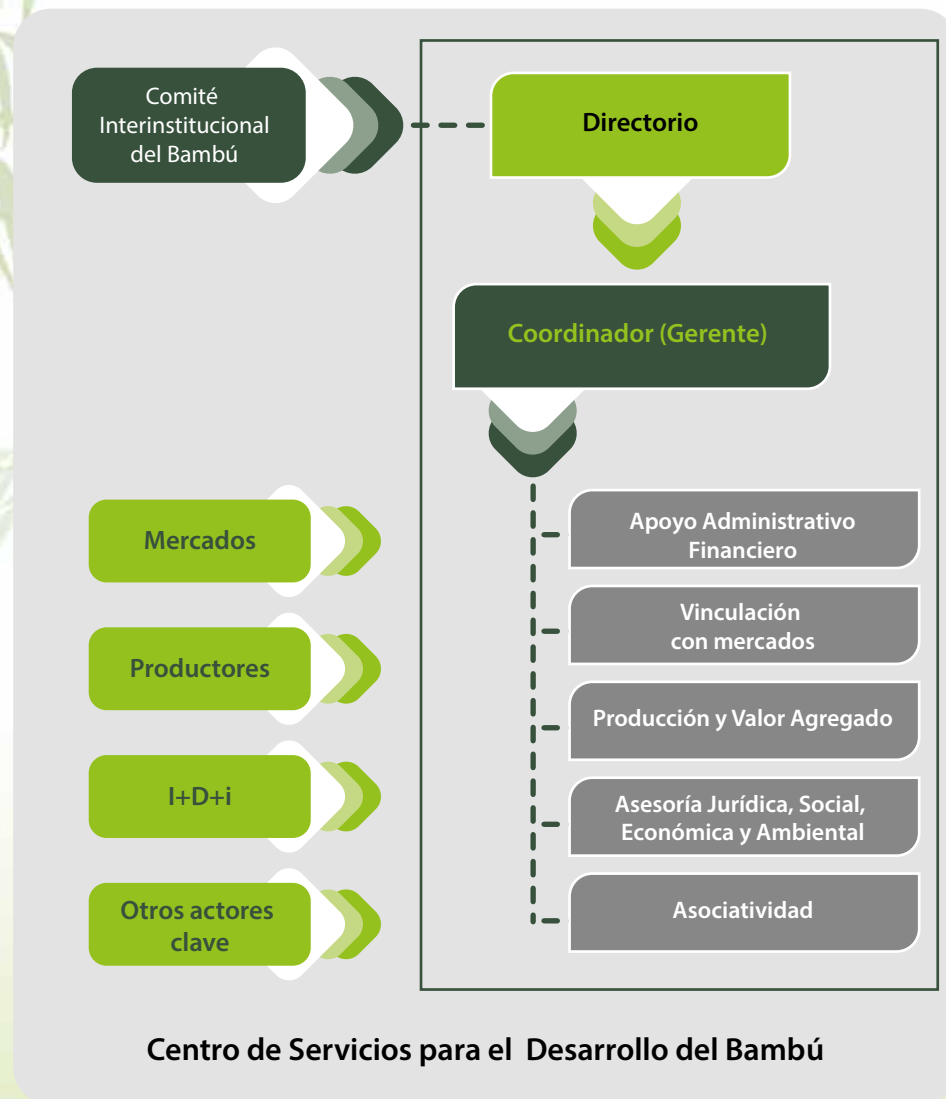 Comité
Interinstitucional
del Bambú
Directorio
Coordinador (Gerente)
Mercados
Productores
I+D+i
Otros actores
clave
Apoyo Administrativo
Financiero
Vinculación
con mercados
Producción y Valor Agregado
Asesoría Jurídica, Social,
Económica y Ambiental
Asociatividad
Centro de Servicios para el Desarrollo del Bambú